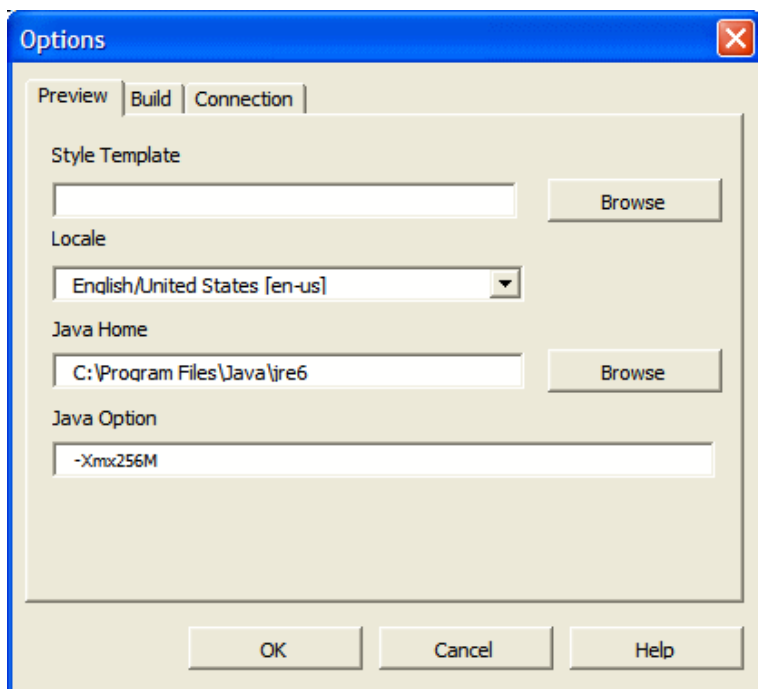 Options
Preview Build Connection
Style Template
Browse
Locale
English/United States [en-us]
Java Home
C:\Program Files\Java\jre6 Browse
Java Option
-Xmx256M
OK Cancel Help